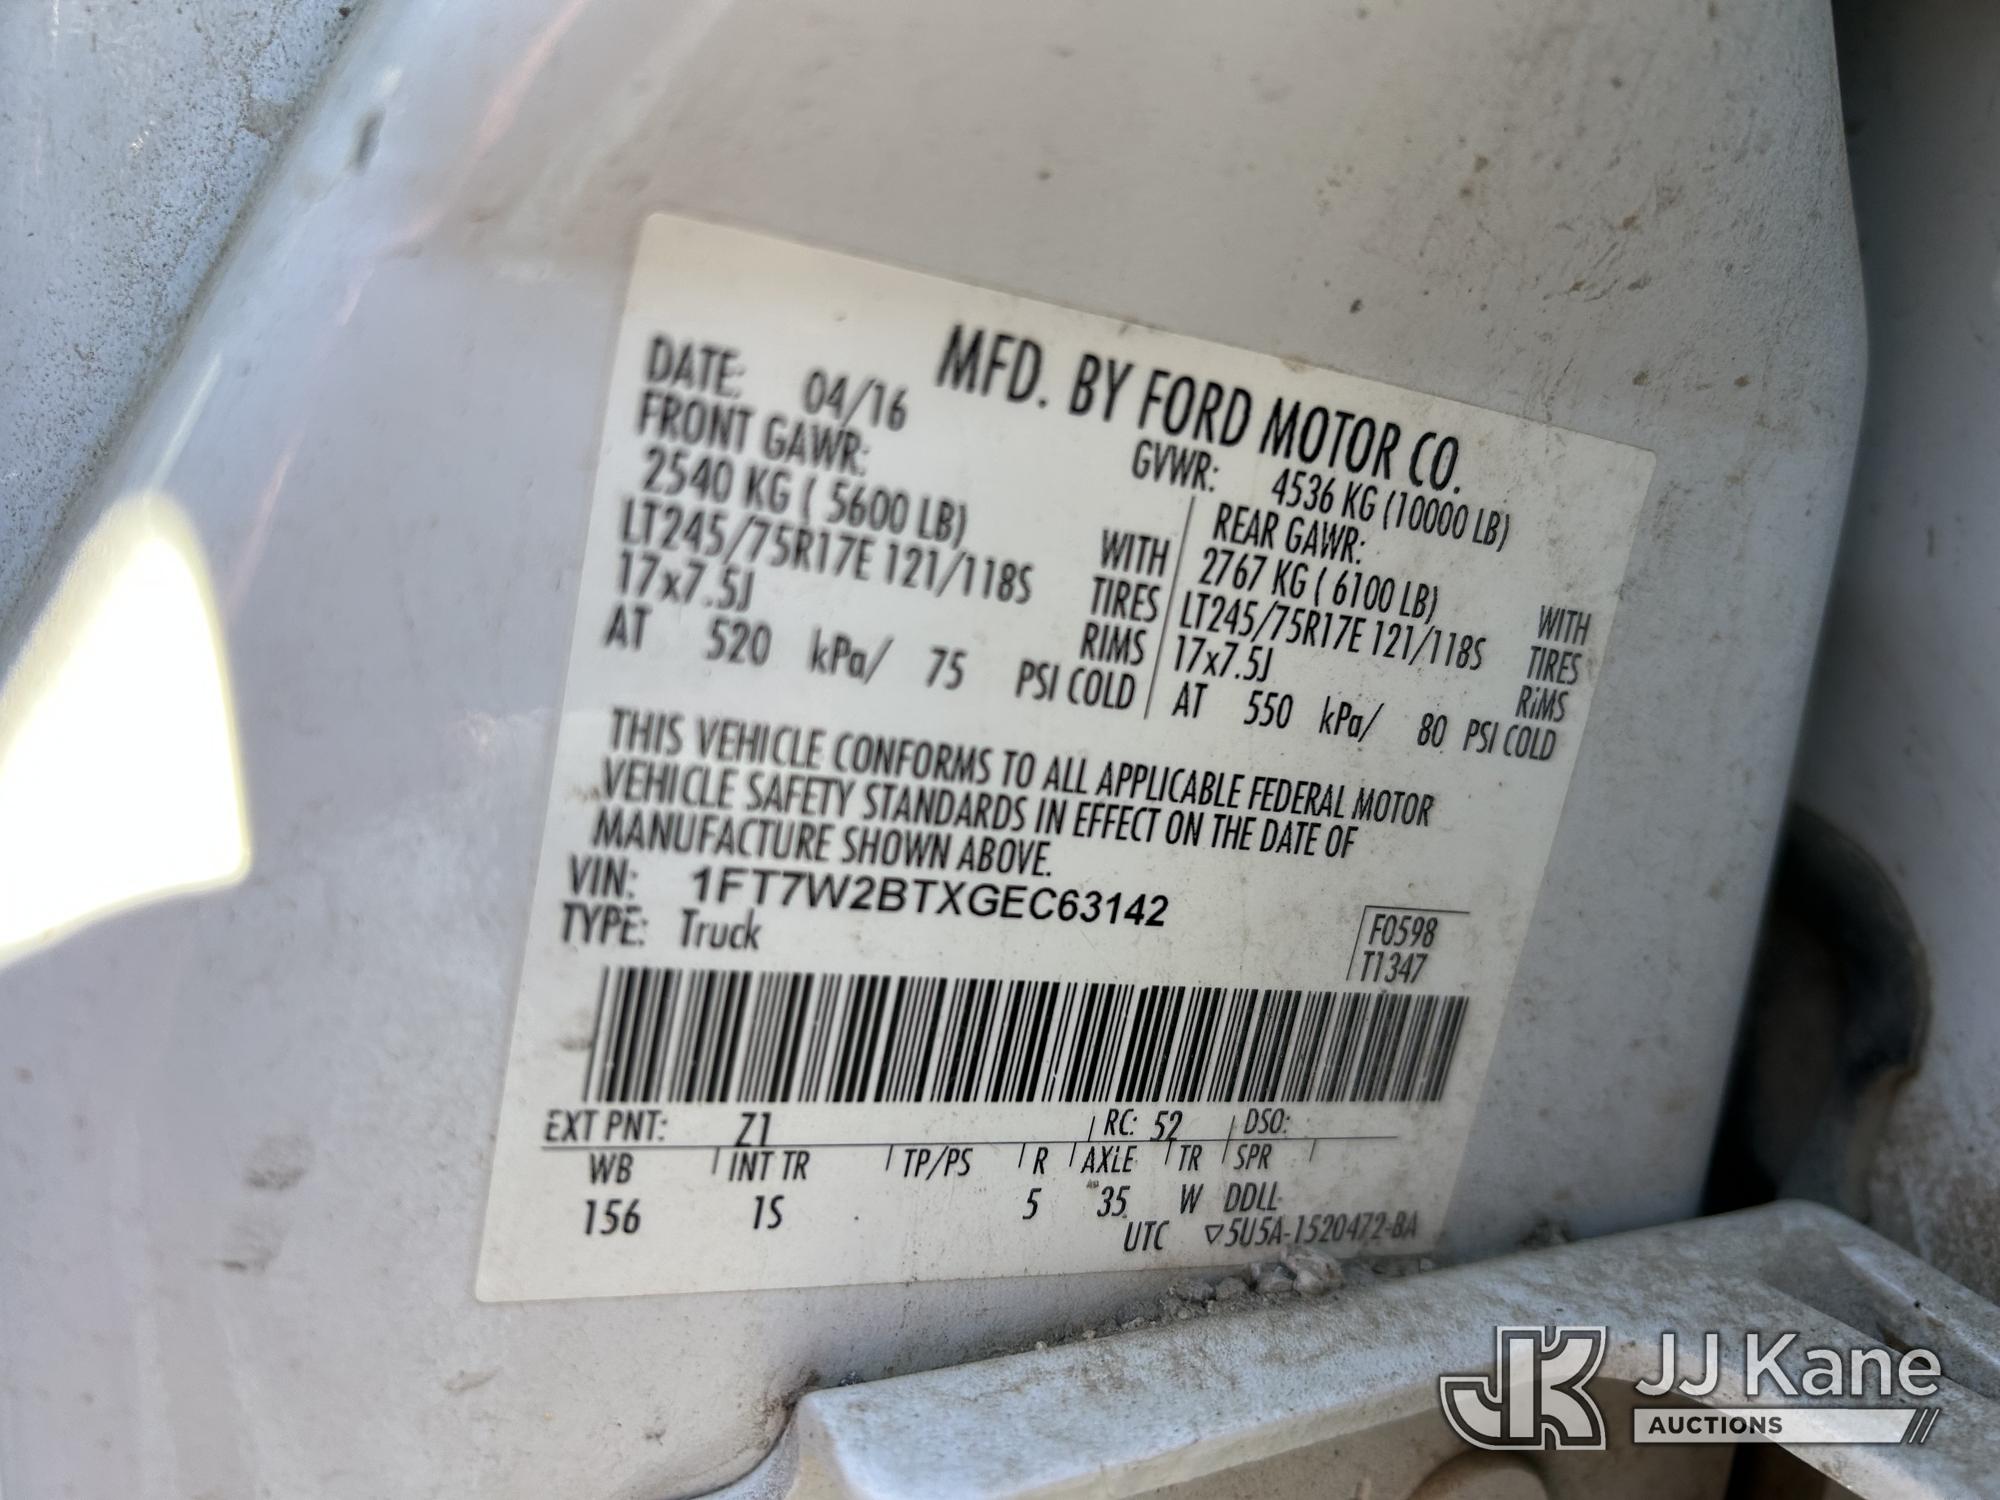 MFD. BY FORD MOTOR CO.
DATE: 04/16 GVWR: 4536 KG (10000 LB)
FRONT GAWR: REAR GAWR:
2540 KG ( 5600 LB) WITH 2767 KG ( 6100 LB) WITH
LT245/75R17E 121/118S TIRES LT245/75R17E 121/118S TIRES
17x7.5J RIMS 17x7.5J RIMS
AT 520 kPa/ 75 PSI COLD AT 550 kPa/ 80 PSI COLD
THIS VEHICLE CONFORMS TO ALL APPLICABLE FEDERAL MOTOR
VEHICLE SAFETY STANDARDS IN EFFECT ON THE DATE OF
MANUFACTURE SHOWN ABOVE.
VIN: 1FT7W2BTXGEC63142
TYPE: Truck
F0598
T1347
EXT PNT: Z1 RC: 52 DSO:
WB INT TR TP/PS R AXLE TR SPR
156 1S 5 35 W DDLL
UTC ▽5U5A-1520472-BA
JK JJ Kane
AUCTIONS